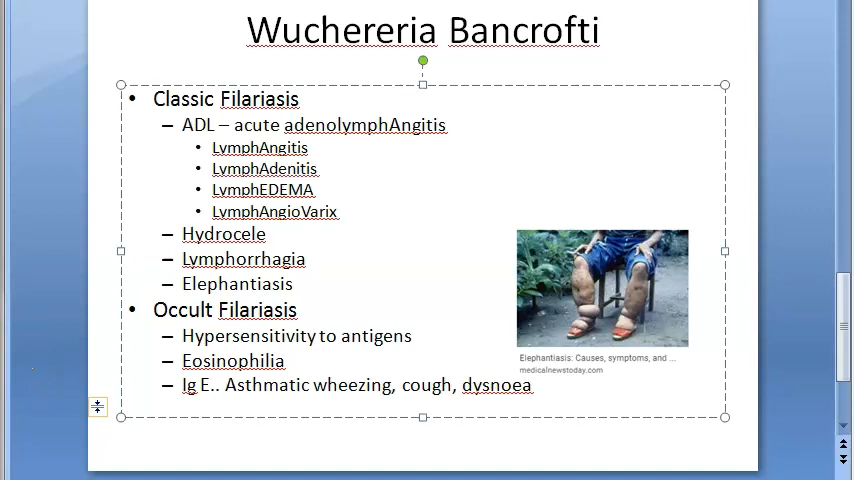 Wuchereria Bancrofti
• Classic Filariasis
– ADL – acute adenolymphAngitis
• LymphAngitis
• LymphAdenitis
• LymphEDEMA
• LymphAngioVarix
– Hydrocele
– Lymphorrhagia
– Elephantiasis
• Occult Filariasis
– Hypersensitivity to antigens
– Eosinophilia
– Ig E.. Asthmatic wheezing, cough, dysnoea
Elephantiasis: Causes, symptoms, and ...
medicalnewstoday.com